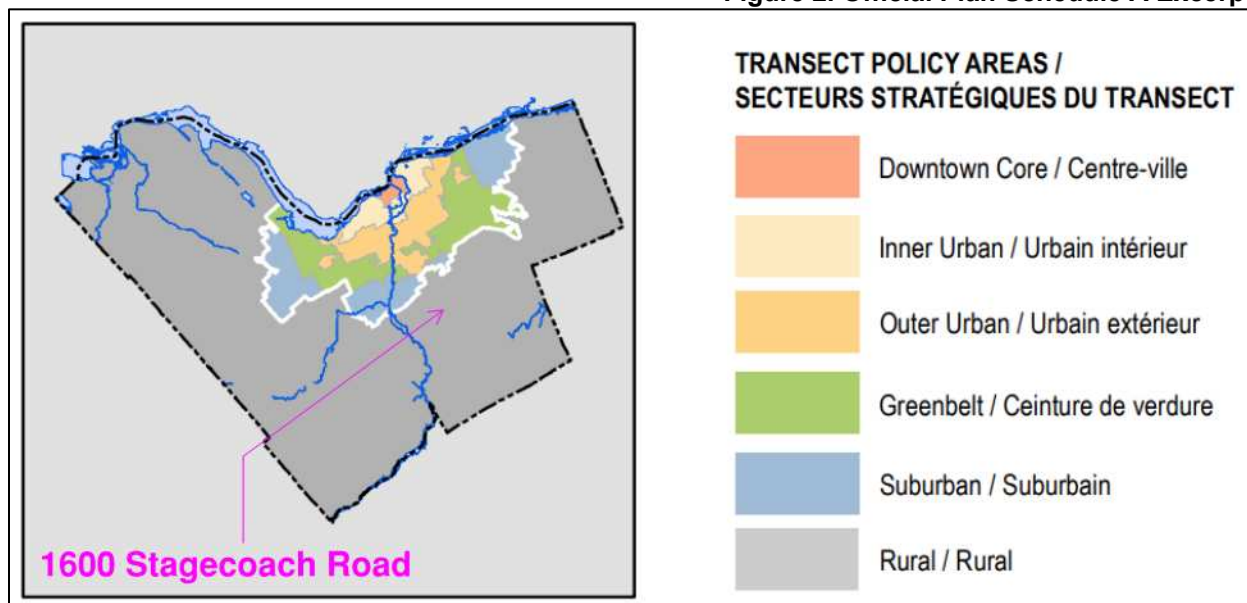 TRANSECT POLICY AREAS /
SECTEURS STRATÉGIQUES DU TRANSECT
Downtown Core / Centre-ville
Inner Urban / Urbain intérieur
Outer Urban / Urbain extérieur
Greenbelt / Ceinture de verdure
Suburban / Suburbain
Rural / Rural
1600 Stagecoach Road